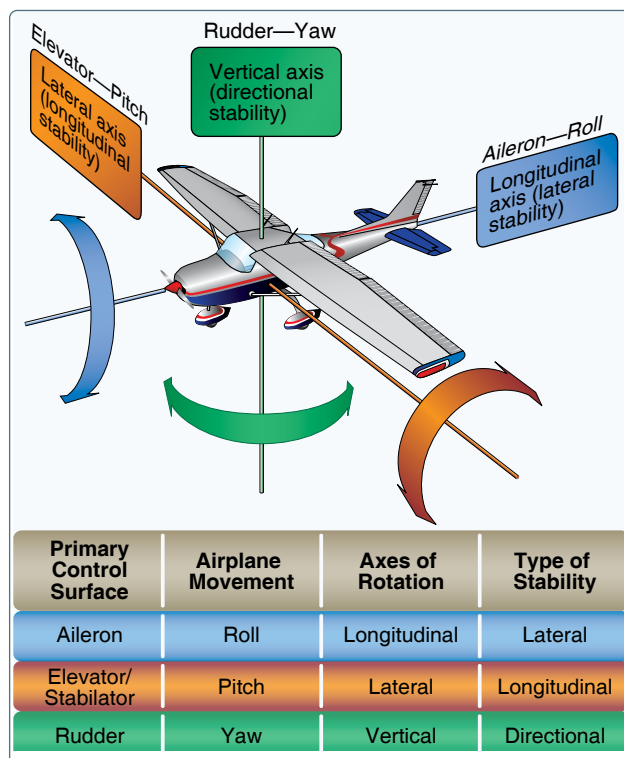 Elevator—Pitch
Lateral axis
(longitudinal
stability)
Rudder—Yaw
Vertical axis
(directional
stability)
Aileron—Roll
Longitudinal
axis (lateral
stability)
Primary
Control
Surface
Airplane
Movement
Axes of
Rotation
Type of
Stability
Aileron
Roll
Longitudinal
Lateral
Elevator/
Stabilator
Pitch
Lateral
Longitudinal
Rudder
Yaw
Vertical
Directional